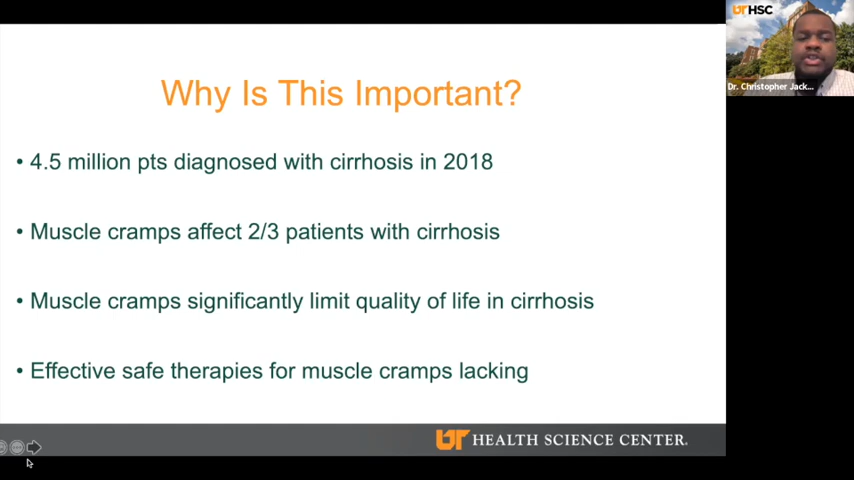 Why Is This Important?
• 4.5 million pts diagnosed with cirrhosis in 2018
• Muscle cramps affect 2/3 patients with cirrhosis
• Muscle cramps significantly limit quality of life in cirrhosis
• Effective safe therapies for muscle cramps lacking
UT HEALTH SCIENCE CENTER.
UTHSC
Dr. Christopher Jack...